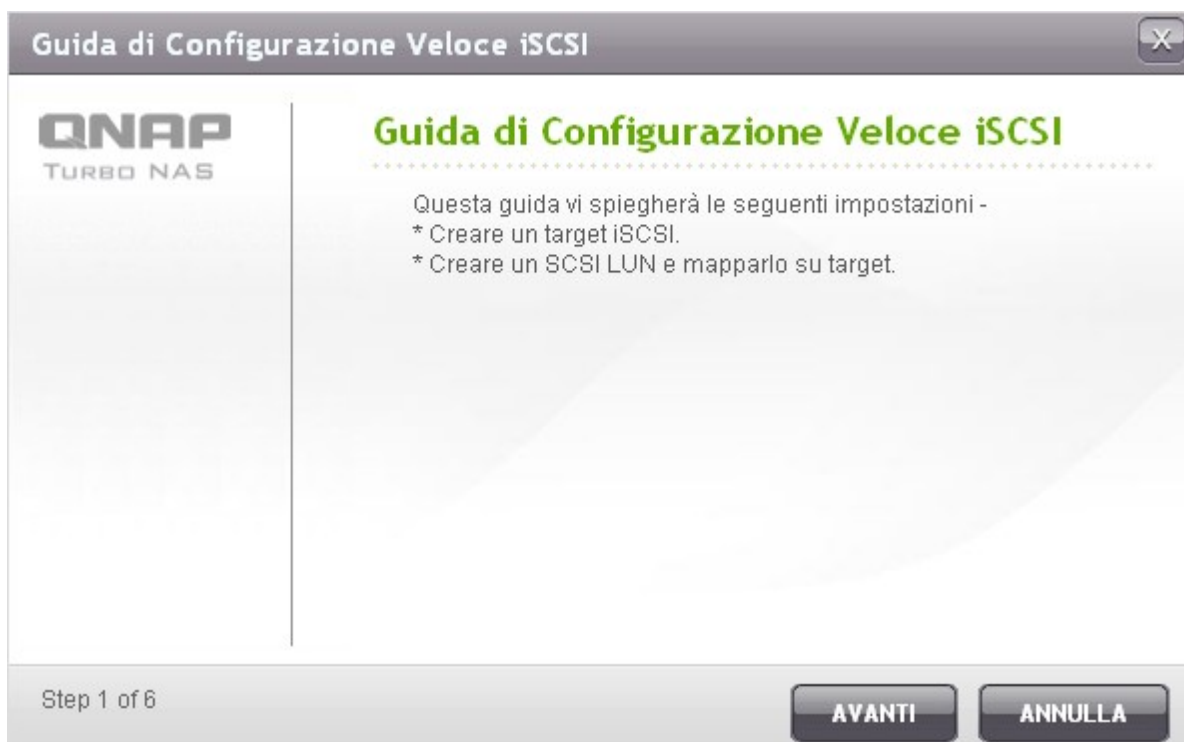 Guida di Configurazione Veloce iSCSI
X
QNAP
TURBO NAS
Guida di Configurazione Veloce iSCSI
Questa guida vi spiegherà le seguenti impostazioni -
* Creare un target iSCSI.
* Creare un SCSI LUN e mapparlo su target.
Step 1 of 6
AVANTI
ANNULLA